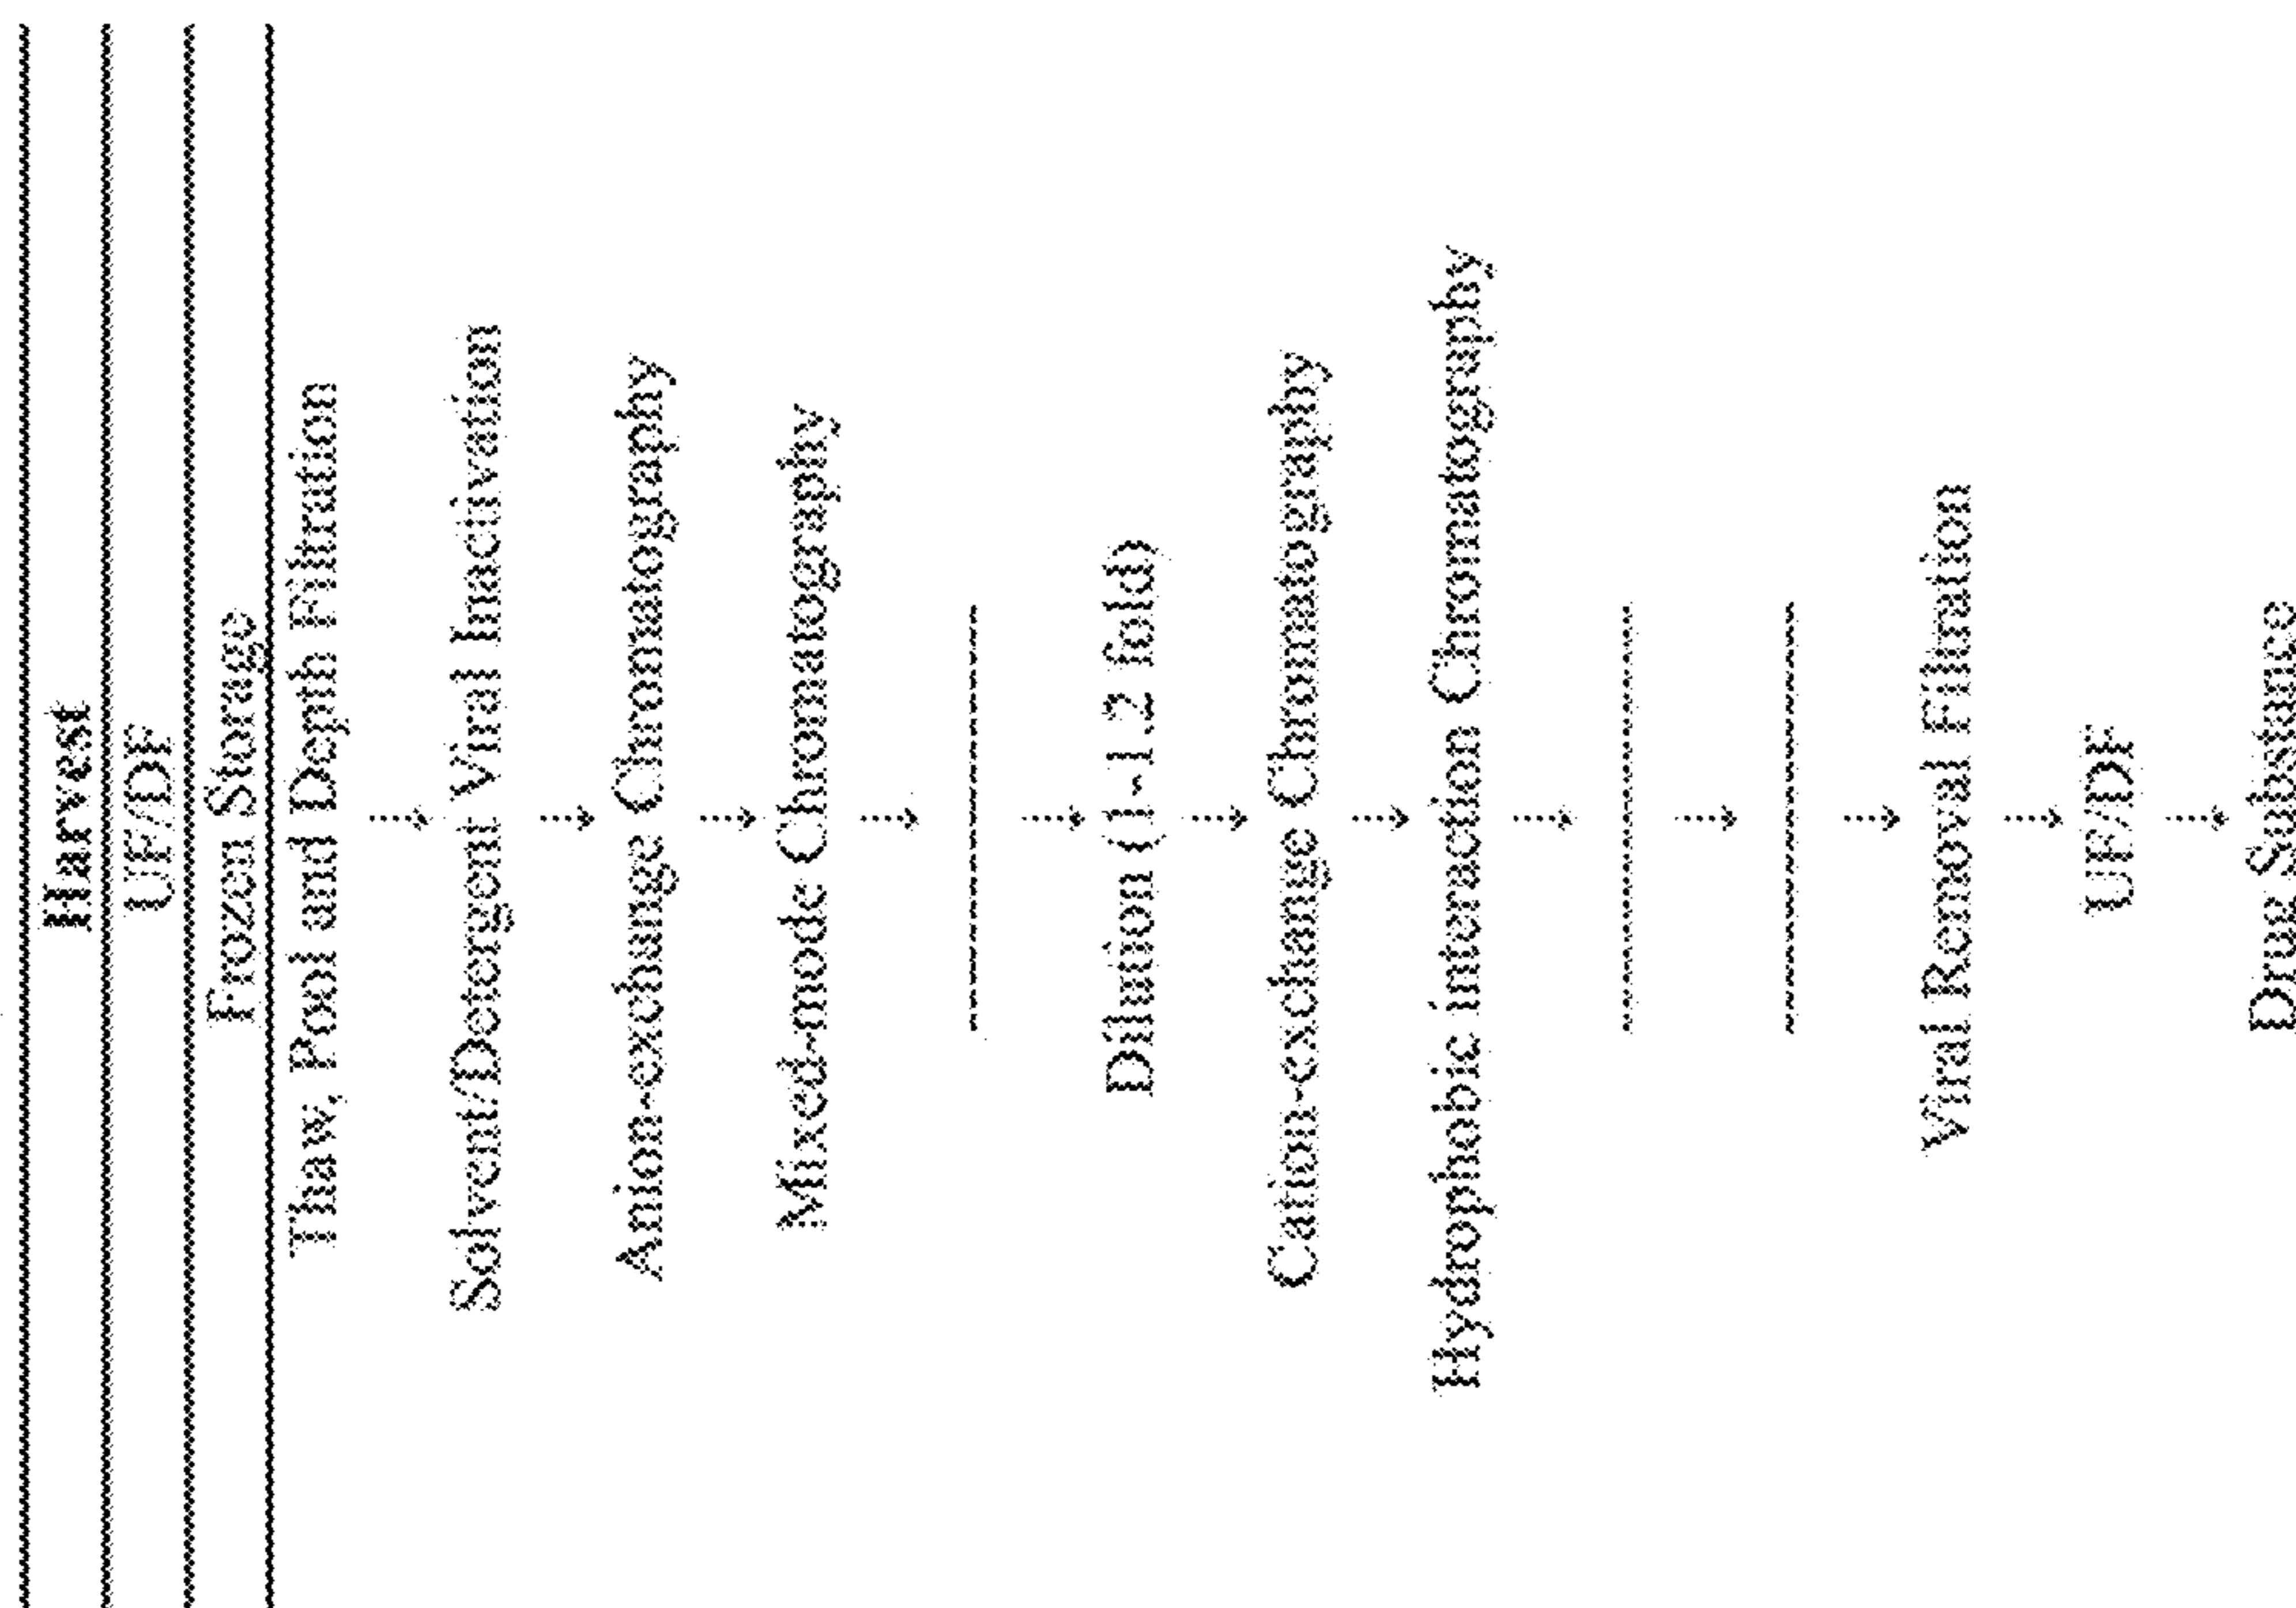 Harvest
UF/DF
Frozen Storage
Thaw, Pool and Depth Filtration
Solvent/Detergent Viral Inactivation
Anion-exchange Chromatography
Mixed-mode Chromatography
Dilution (1-1.2 fold)
Cation-exchange Chromatography
Hydrophobic interaction Chromatography
Viral Removal Filtration
UF/DF
Drug Substance